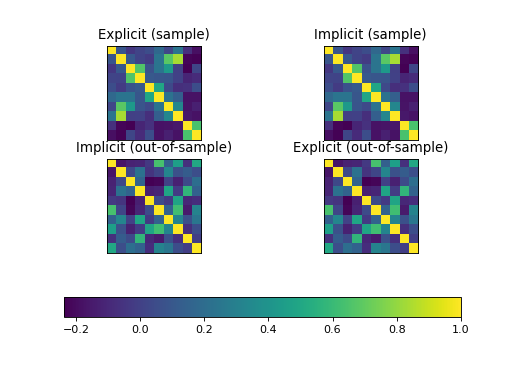 Explicit (sample)
Implicit (sample)
Implicit (out-of-sample)
Explicit (out-of-sample)
−0.2 0.0 0.2 0.4 0.6 0.8 1.0